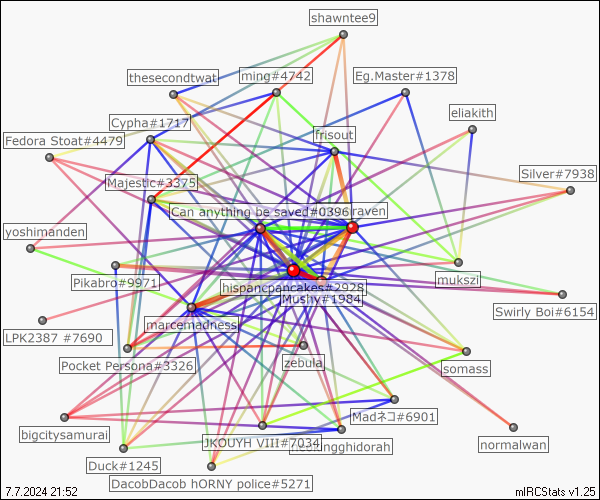 shawntee9
thesecondtwat
ming#4742
Eg.Master#1378
eliakith
Cypha#1717
frisout
Fedora Stoat#4479
Silver#7938
Majestic#3375
Can anything be saved#0396
raven
yoshimanden
mukszi
Pikabro#9971
hispancpancakes#2928
Mushy#1984
Swirly Boi#6154
marcemadness
LPK2387 #7690
Pocket Persona#3326
zebula
somass
Madネコ#6901
bigcitysamurai
JKOUYH VIII#7034
normalwan
Duck#1245
DacobDacob hORNY police#5271
7.7.2024 21:52
mIRCStats v1.25